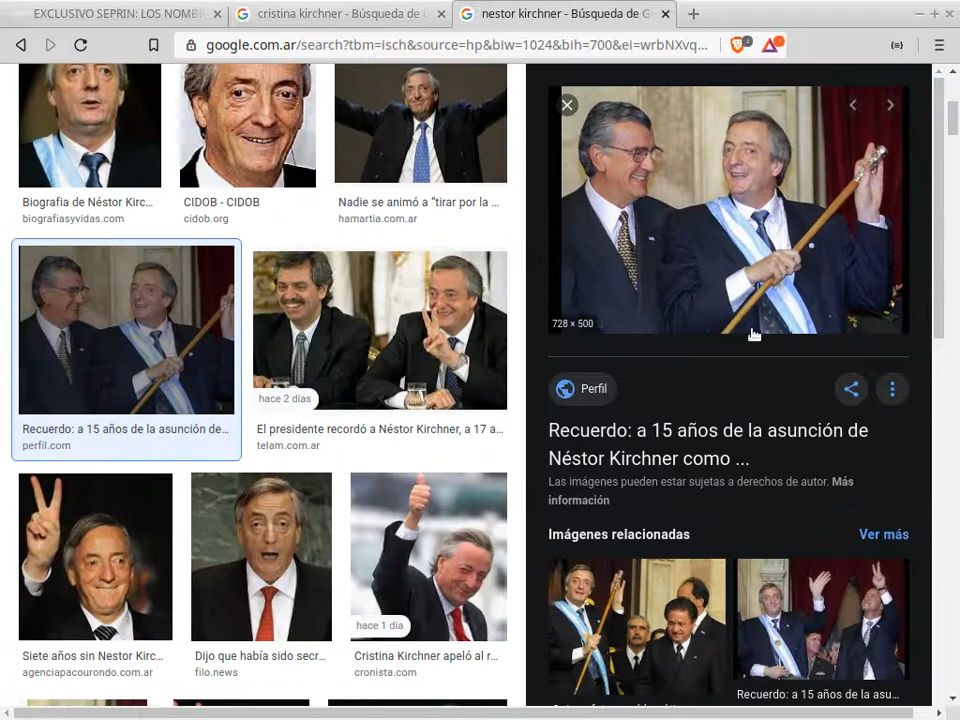 EXCLUSIVO SEPRIN: LOS NOMBR
cristina kirchner - Búsqueda de G
nestor kirchner - Búsqueda de Go
google.com.ar/search?tbm=isch&source=hp&biw=1024&bih=700&ei=wrbNXvq...
Biografia de Néstor Kirc...
biografiasyvidas.com
CIDOB - CIDOB
cidob.org
Nadie se animó a “tirar por la ...
hamartia.com.ar
Recuerdo: a 15 años de la asunción de...
perfil.com
hace 2 días
El presidente recordó a Néstor Kirchner, a 17 a...
telam.com.ar
Siete años sin Nestor Kirc...
agenciapacourondo.com.ar
Dijo que había sido secr...
filo.news
hace 1 día
Cristina Kirchner apeló al r...
cronista.com
728 × 500
Perfil
Recuerdo: a 15 años de la asunción de
Néstor Kirchner como ...
Las imágenes pueden estar sujetas a derechos de autor. Más
información
Imágenes relacionadas
Ver más
Recuerdo: a 15 años de la asu...